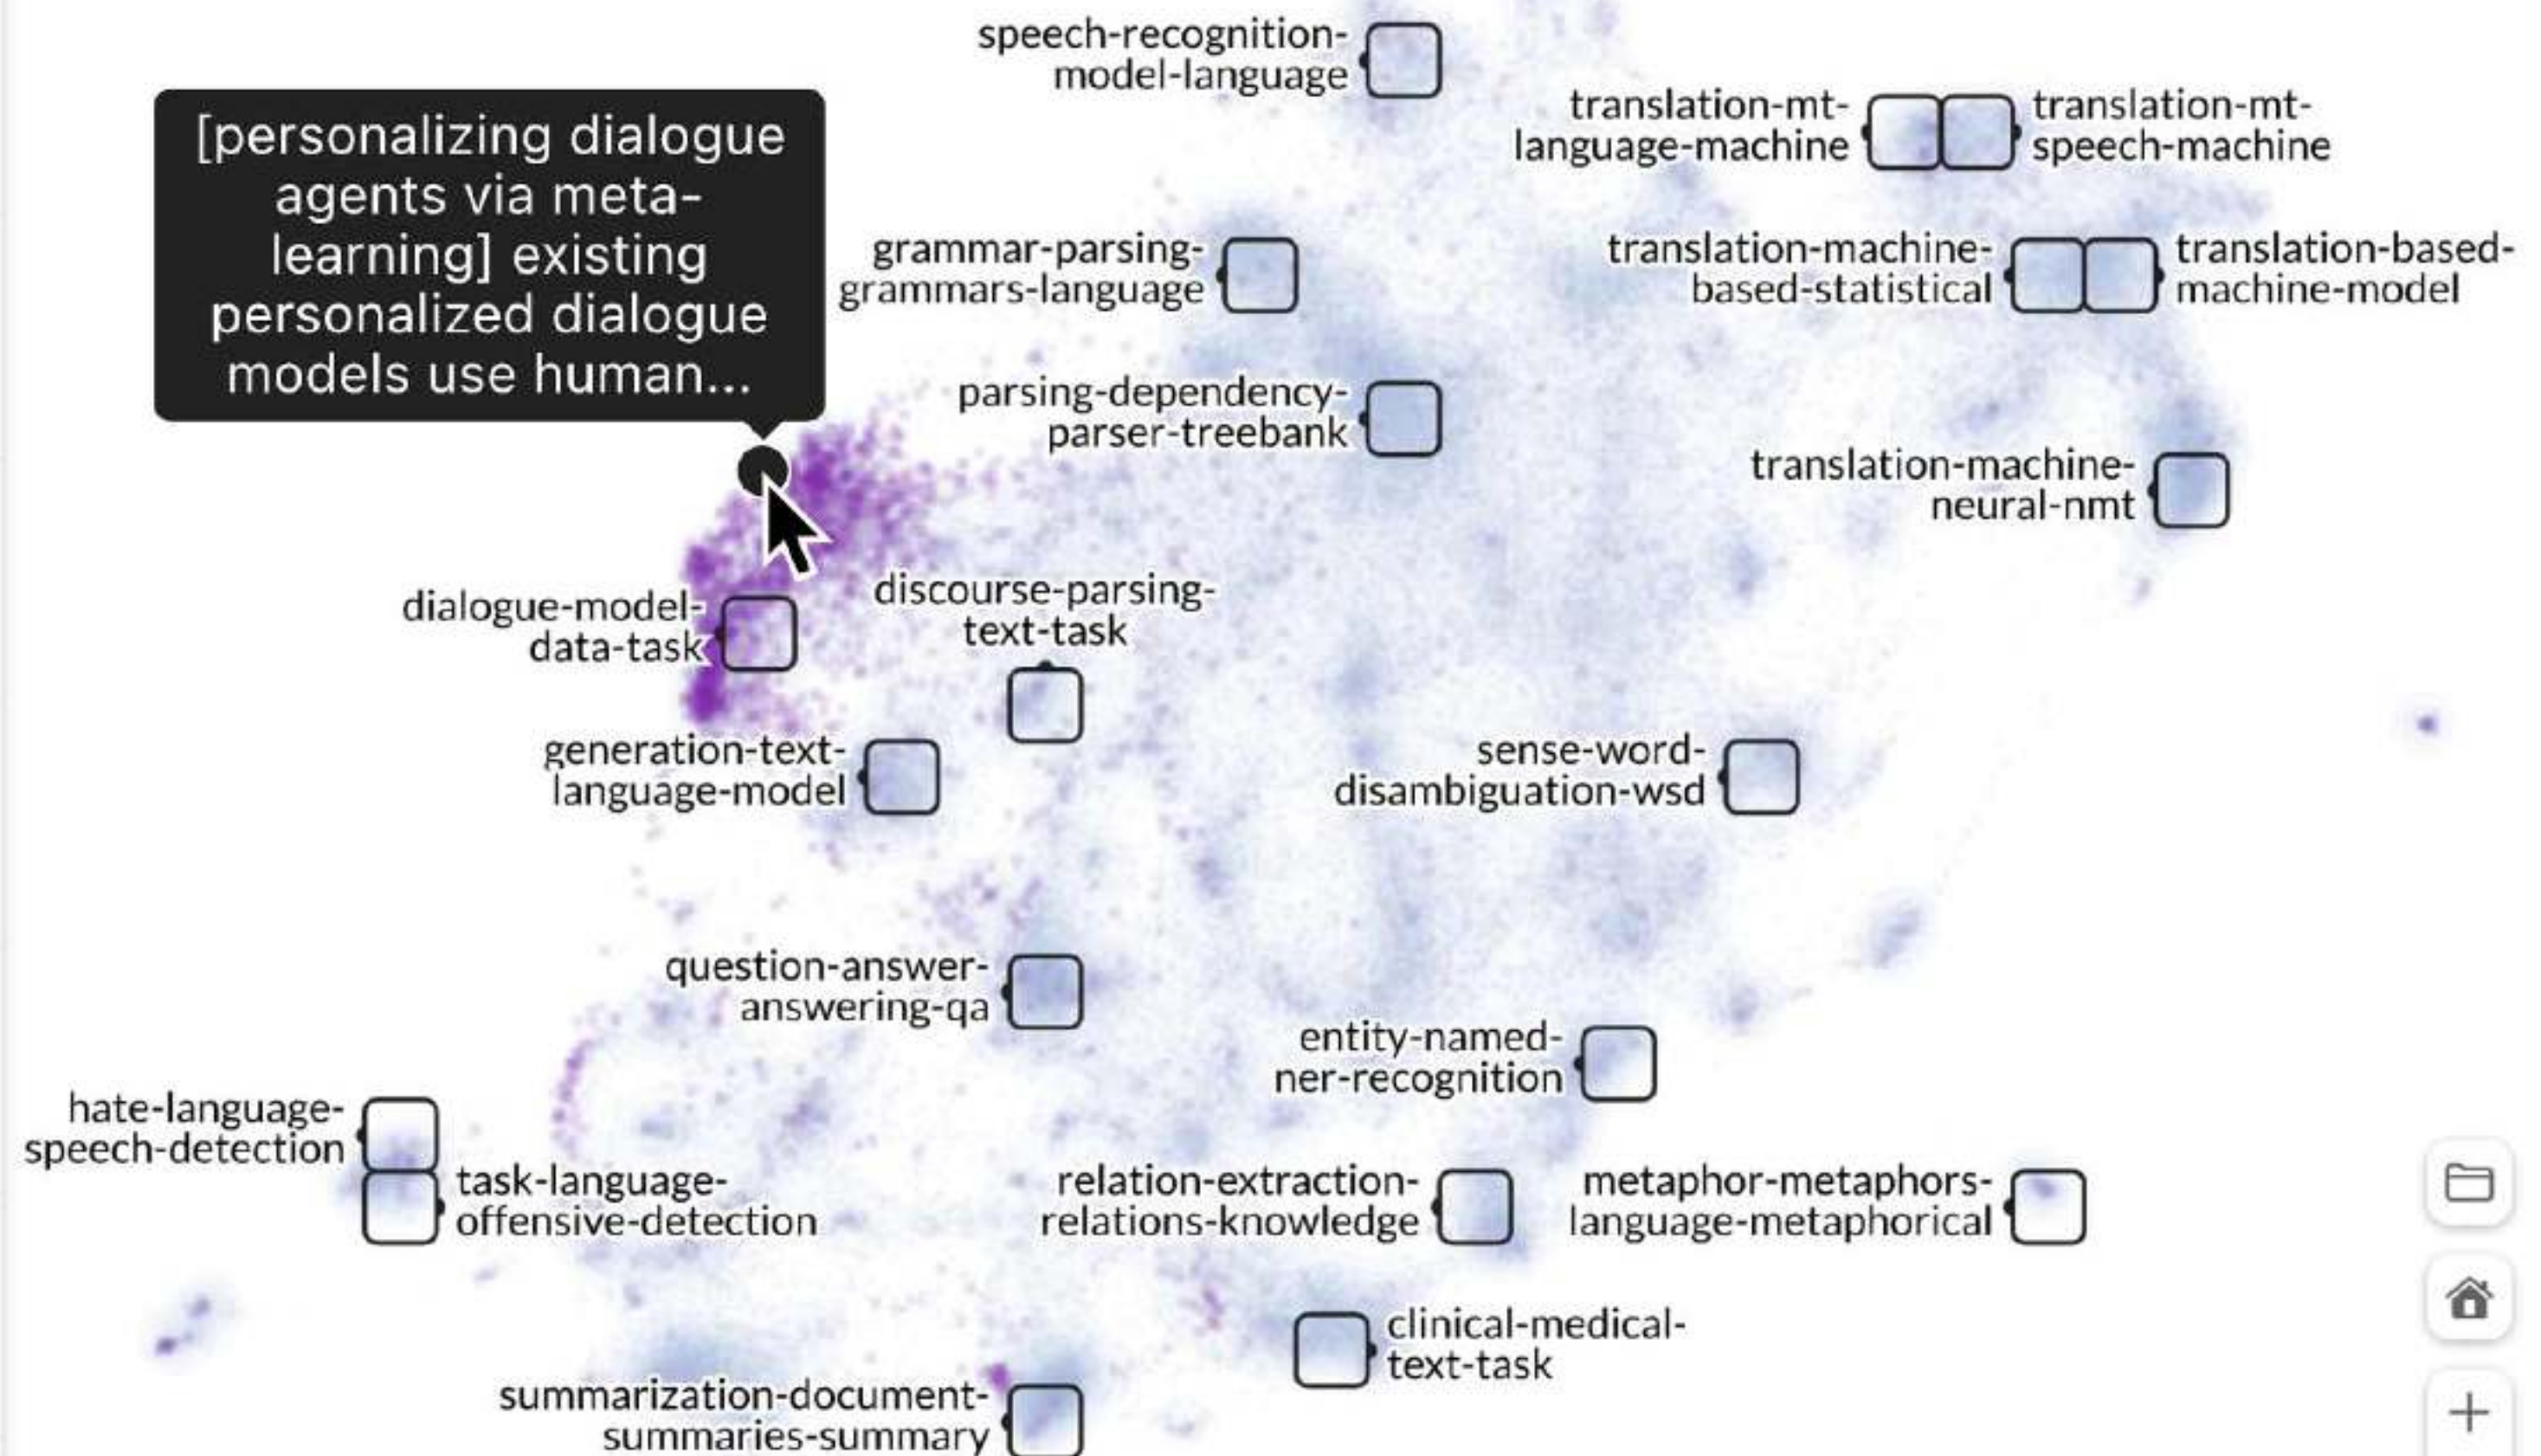 speech-recognition-
model-language
translation-mt-
language-machine
translation-mt-
speech-machine
[personalizing dialogue
agents via meta-
learning] existing
personalized dialogue
models use human...
grammar-parsing-
grammars-language
translation-machine-
based-statistical
translation-based-
machine-model
parsing-dependency-
parser-treebank
translation-machine-
neural-nmt
dialogue-model-
data-task
discourse-parsing-
text-task
generation-text-
language-model
sense-word-
disambiguation-wsd
question-answer-
answering-qa
entity-named-
ner-recognition
hate-language-
speech-detection
task-language-
offensive-detection
relation-extraction-
relations-knowledge
metaphor-metaphors-
language-metaphorical
clinical-medical-
text-task
summarization-document-
summaries-summary